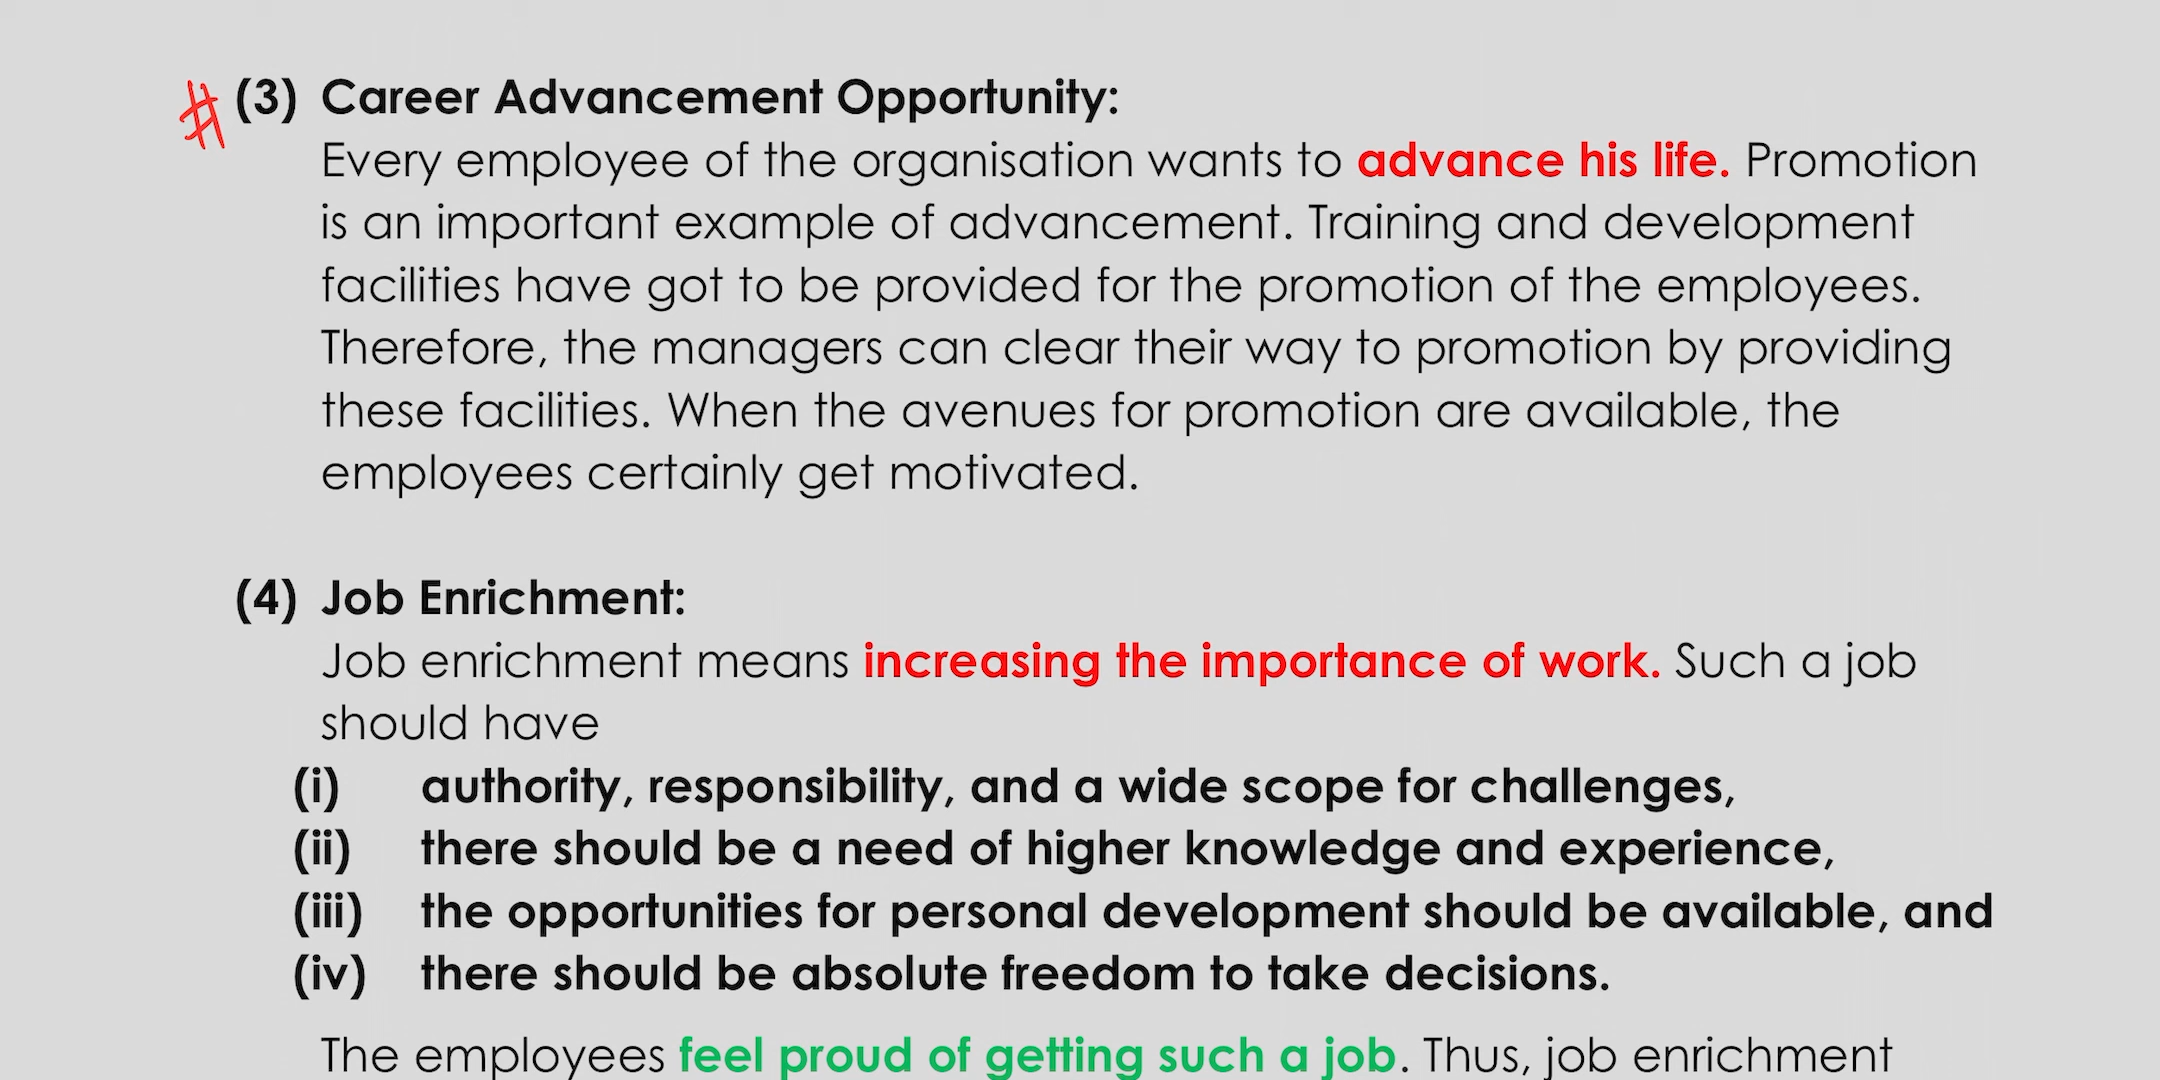 # (3) Career Advancement Opportunity:
Every employee of the organisation wants to advance his life. Promotion
is an important example of advancement. Training and development
facilities have got to be provided for the promotion of the employees.
Therefore, the managers can clear their way to promotion by providing
these facilities. When the avenues for promotion are available, the
employees certainly get motivated.
(4) Job Enrichment:
Job enrichment means increasing the importance of work. Such a job
should have
(i) authority, responsibility, and a wide scope for challenges,
(ii) there should be a need of higher knowledge and experience,
(iii) the opportunities for personal development should be available, and
(iv) there should be absolute freedom to take decisions.
The employees feel proud of getting such a job. Thus, job enrichment